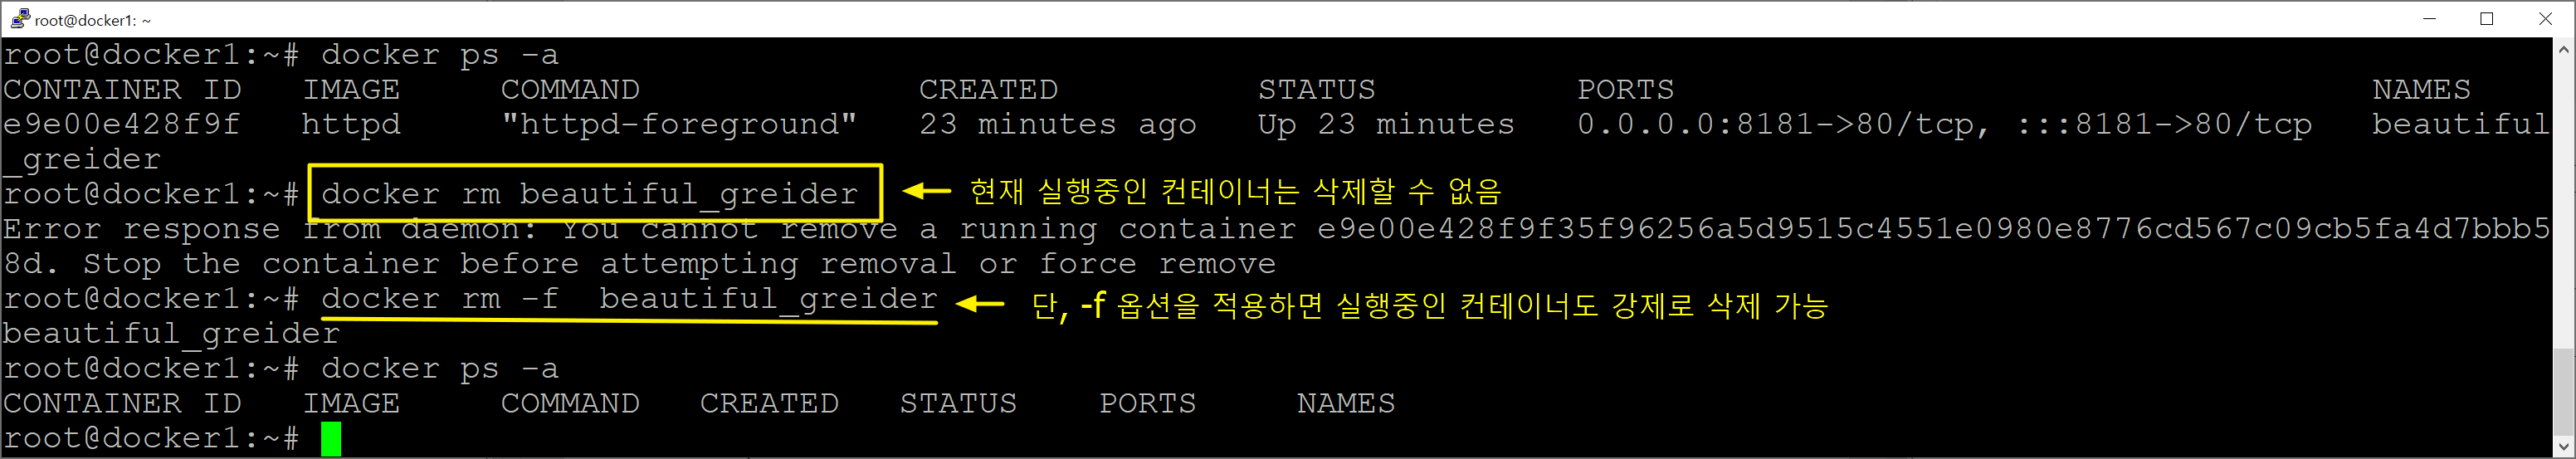 root@docker1: ~
root@docker1:~# docker ps -a
CONTAINER ID   IMAGE     COMMAND              CREATED          STATUS          PORTS                                   NAMES
e9e00e428f9f   httpd     "httpd-foreground"   23 minutes ago   Up 23 minutes   0.0.0.0:8181->80/tcp, :::8181->80/tcp   beautiful
_greider
root@docker1:~# docker rm beautiful_greider 현재 실행중인 컨테이너는 삭제할 수 없음
Error response from daemon: You cannot remove a running container e9e00e428f9f35f96256a5d9515c4551e0980e8776cd567c09cb5fa4d7bbb5
8d. Stop the container before attempting removal or force remove
root@docker1:~# docker rm -f  beautiful_greider 단, -f 옵션을 적용하면 실행중인 컨테이너도 강제로 삭제 가능
beautiful_greider
root@docker1:~# docker ps -a
CONTAINER ID   IMAGE     COMMAND   CREATED   STATUS    PORTS     NAMES
root@docker1:~#